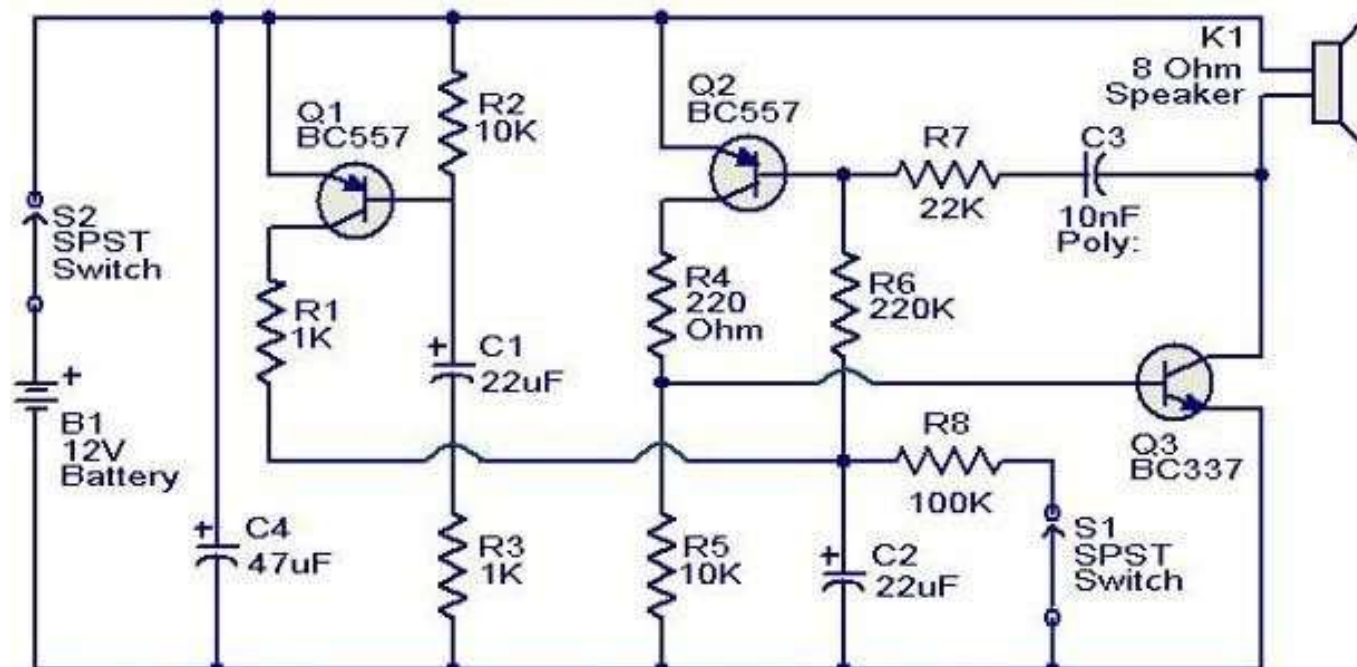 K1
8 Ohm
Speaker
Q1
BC557
R2
10K
Q2
BC557
R7
22K
C3
10nF
Poly:
S2
SPST
Switch
R1
1K
+
C1
22uF
R4
220
Ohm
R6
220K
+
B1
12V
Battery
R8
100K
Q3
BC337
+
C4
47uF
R3
1K
R5
10K
+
C2
22uF
S1
SPST
Switch